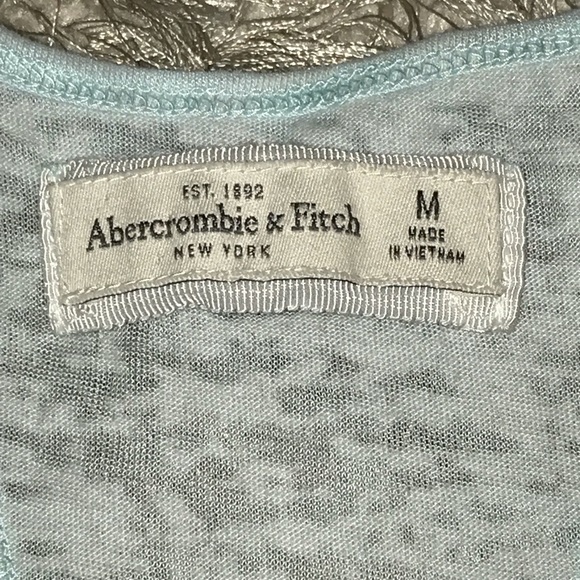 EST. 1892
Abercrombie & Fitch
NEW YORK
M
MADE
IN VIETNAM